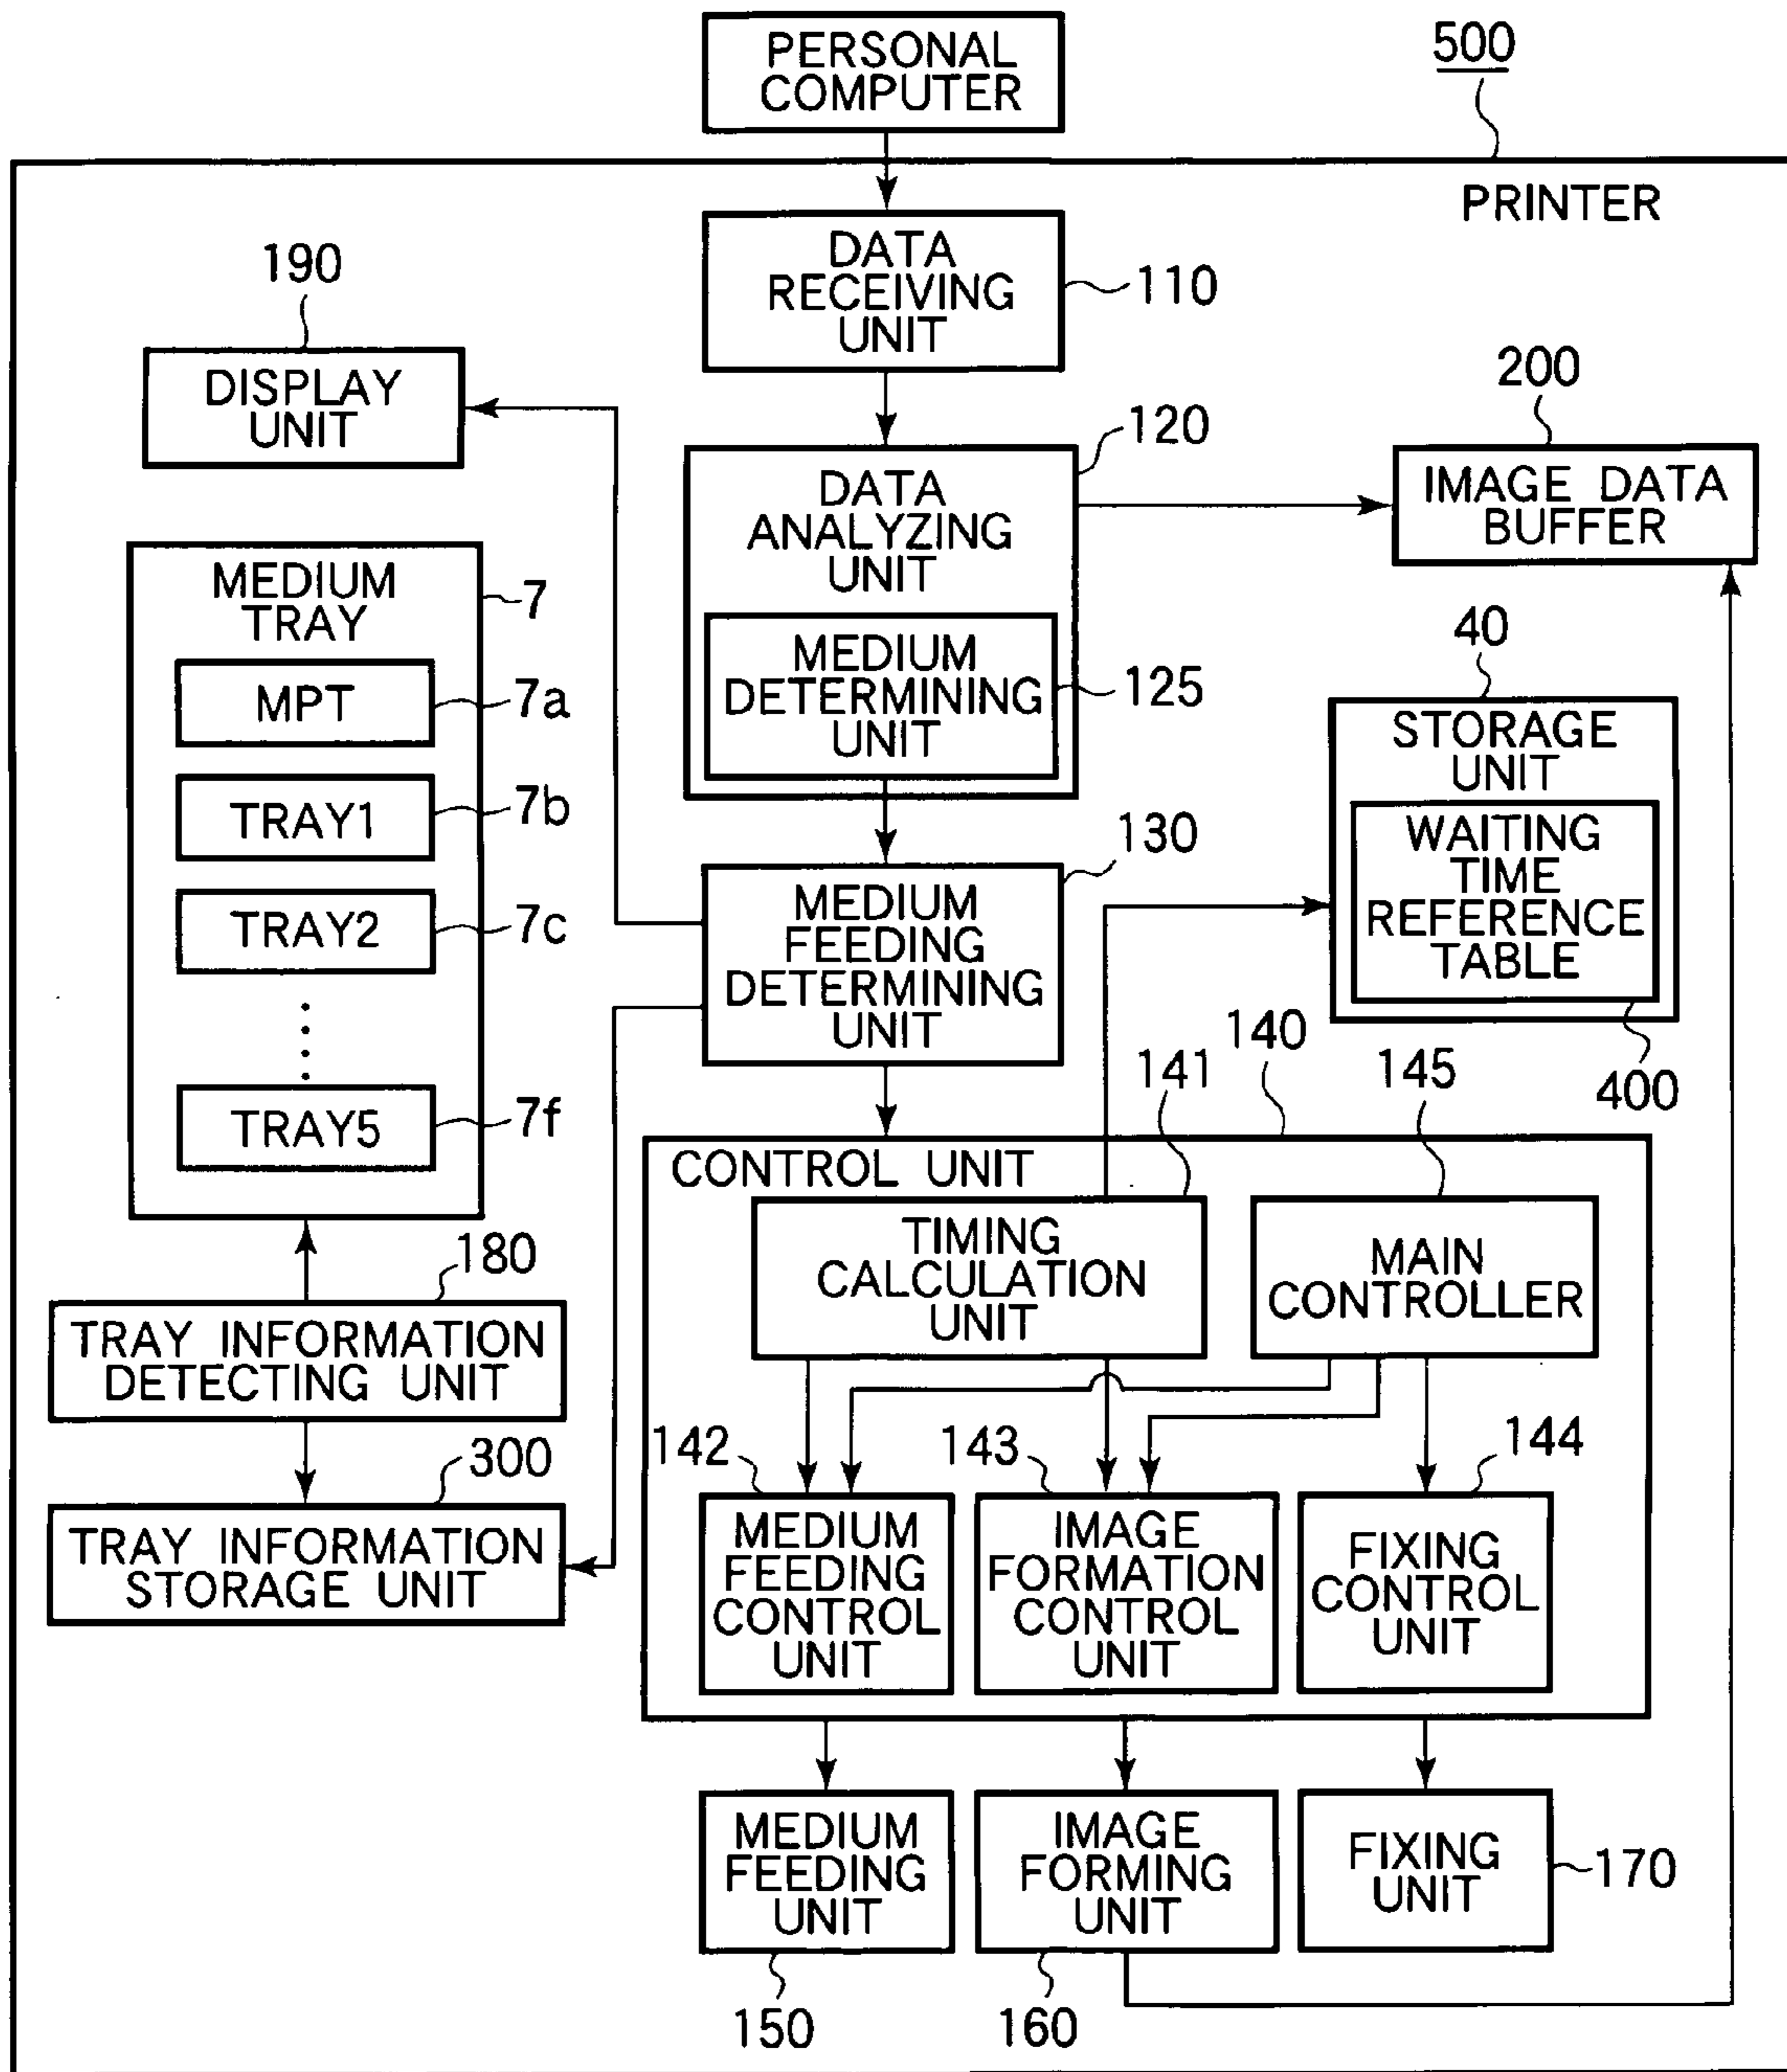 PERSONAL
COMPUTER
500
PRINTER
DATA
RECEIVING
UNIT
110
190
DISPLAY
UNIT
200
IMAGE DATA
BUFFER
120
DATA
ANALYZING
UNIT
MEDIUM
DETERMINING
UNIT
125
MEDIUM
TRAY
7
MPT
7a
TRAY1
7b
TRAY2
7c
TRAY5
7f
40
STORAGE
UNIT
WAITING
TIME
REFERENCE
TABLE
400
130
MEDIUM
FEEDING
DETERMINING
UNIT
140
141
145
CONTROL UNIT
TIMING
CALCULATION
UNIT
MAIN
CONTROLLER
180
TRAY INFORMATION
DETECTING UNIT
300
TRAY INFORMATION
STORAGE UNIT
142
143
144
MEDIUM
FEEDING
CONTROL
UNIT
IMAGE
FORMATION
CONTROL
UNIT
FIXING
CONTROL
UNIT
MEDIUM
FEEDING
UNIT
IMAGE
FORMING
UNIT
FIXING
UNIT
170
150
160